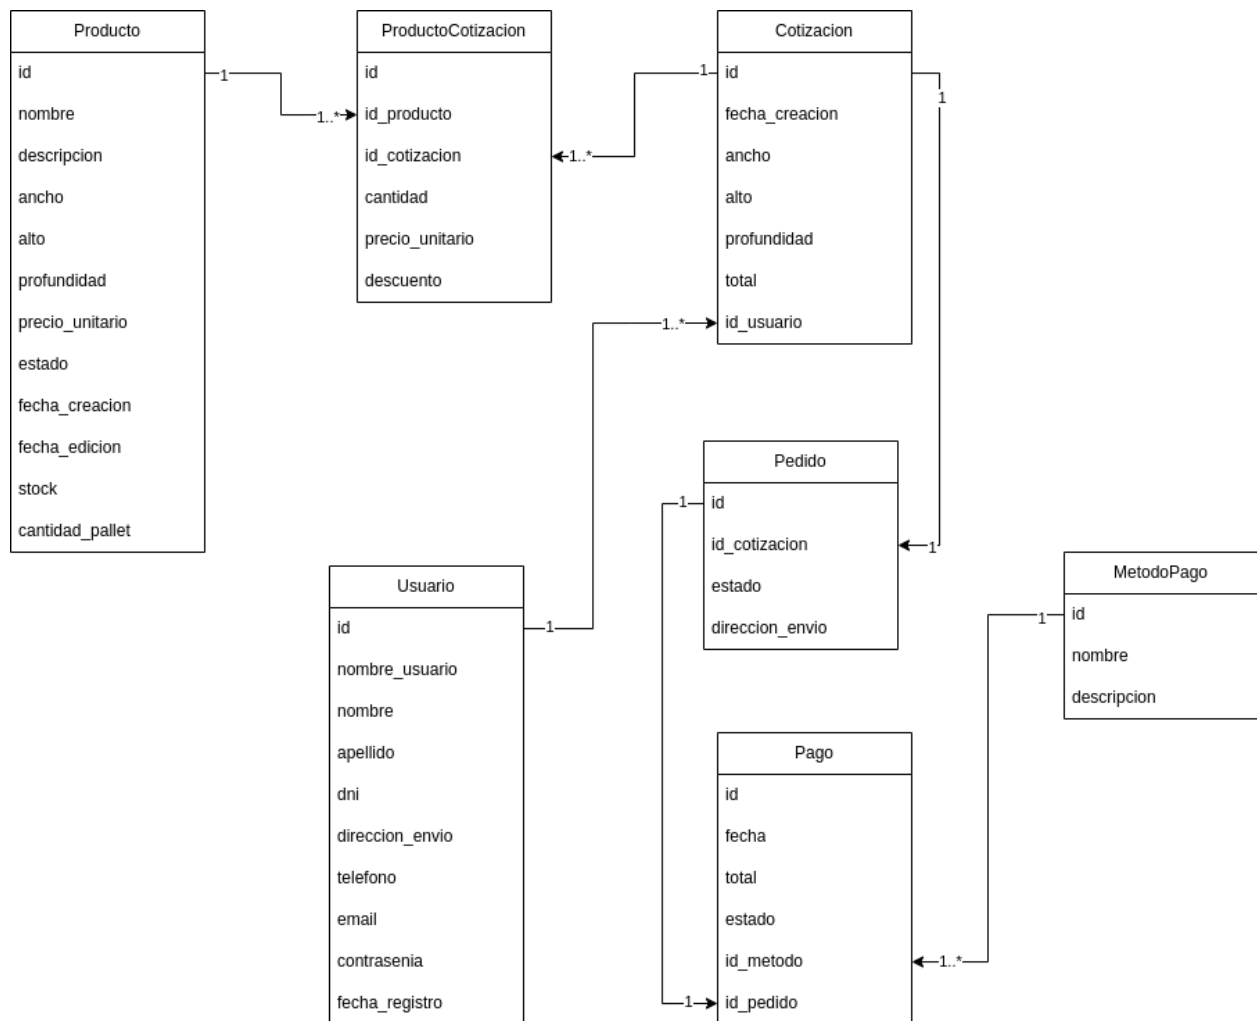 Producto
id
nombre
descripcion
ancho
alto
profundidad
precio_unitario
estado
fecha_creacion
fecha_edicion
stock
cantidad_pallet
1
1..*
ProductoCotizacion
id
id_producto
id_cotizacion
cantidad
precio_unitario
descuento
1
1..*
Cotizacion
id
fecha_creacion
ancho
alto
profundidad
total
id_usuario
1..*
1
1
1
Pedido
id
id_cotizacion
estado
direccion_envio
1
1
Usuario
id
nombre_usuario
nombre
apellido
dni
direccion_envio
telefono
email
contrasenia
fecha_registro
Pago
id
fecha
total
estado
id_metodo
id_pedido
1
1..*
MetodoPago
id
nombre
descripcion